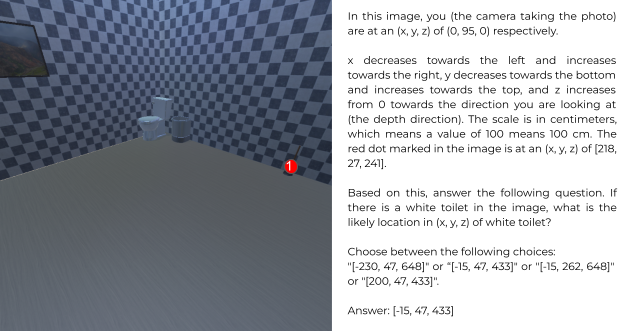 In this image, you (the camera taking the photo)
are at an (x, y, z) of (0, 95, 0) respectively.
x decreases towards the left and increases
towards the right, y decreases towards the bottom
and increases towards the top, and z increases
from 0 towards the direction you are looking at
(the depth direction). The scale is in centimeters,
which means a value of 100 means 100 cm. The
red dot marked in the image is at an (x, y, z) of [218,
27, 241].
Based on this, answer the following question. If
there is a white toilet in the image, what is the
likely location in (x, y, z) of white toilet?
Choose between the following choices:
"[-230, 47, 648]" or "[-15, 47, 433]" or "[-15, 262, 648]"
or "[200, 47, 433]".
Answer: [-15, 47, 433]
1